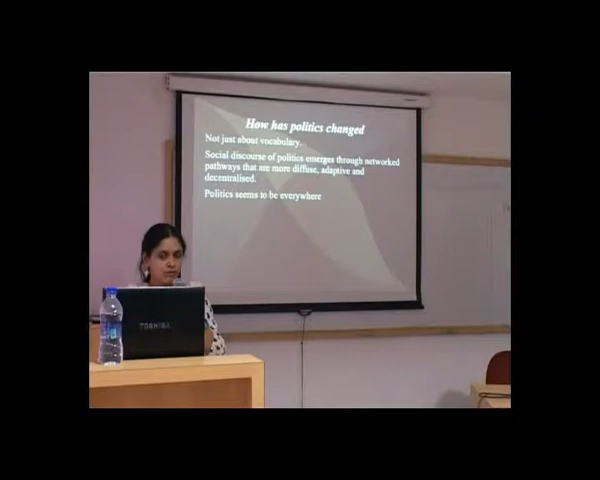 How has politics changed
Not just about vocabulary.
Social discourse of politics emerges through networked
pathways that are more diffuse, adaptive and
decentralised.
Politics seems to be everywhere
TOSHIBA